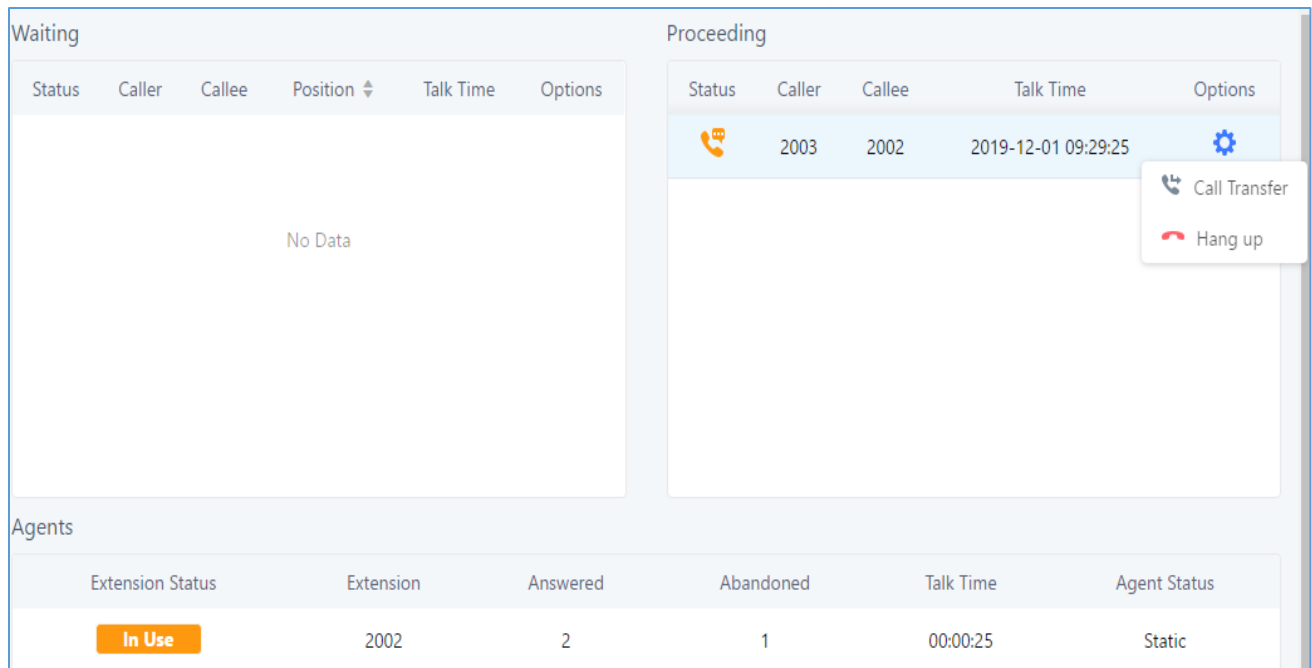 Waiting
Status Caller Callee Position Talk Time Options
No Data
Proceeding
Status Caller Callee Talk Time Options
2003 2002 2019-12-01 09:29:25
Call Transfer
Hang up
Agents
Extension Status Extension Answered Abandoned Talk Time Agent Status
In Use 2002 2 1 00:00:25 Static